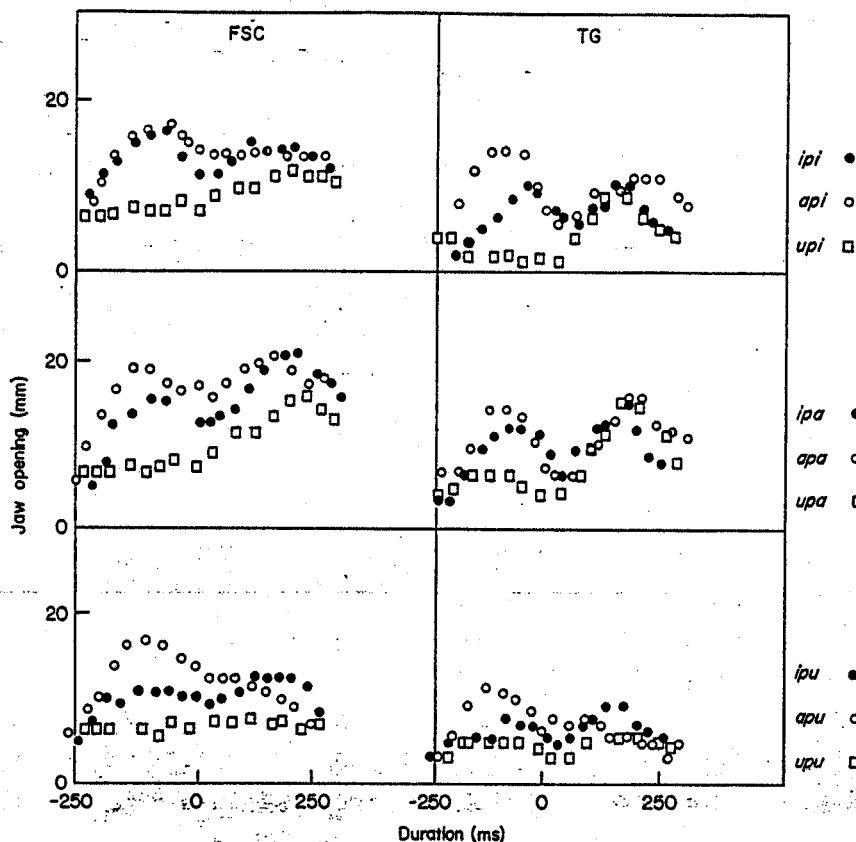 FSC
TG
20
0
ipi ●
api ○
upi □
20
0
ipa ●
apa ○
upa □
20
0
ipu ●
apu ○
upu □
-250
0
250
-250
0
250
Jaw opening (mm)
Duration (ms)